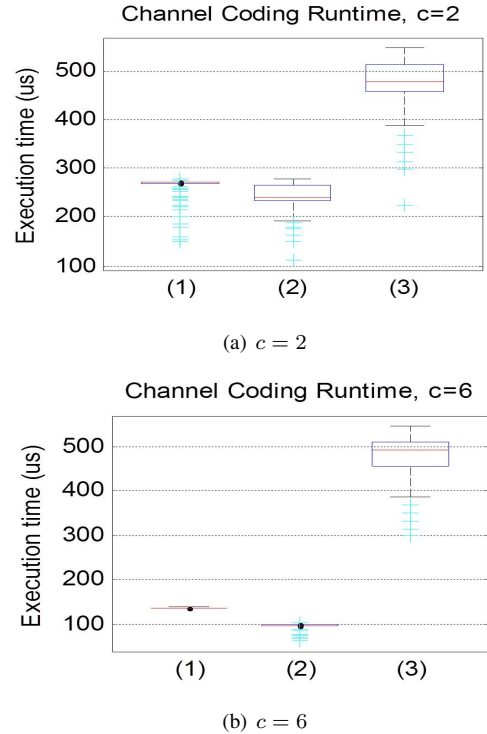 Channel Coding Runtime, c=2
Execution time (us)
500
400
300
200
100
(1) (2) (3)
(a) c = 2
Channel Coding Runtime, c=6
Execution time (us)
500
400
300
200
100
(1) (2) (3)
(b) c = 6